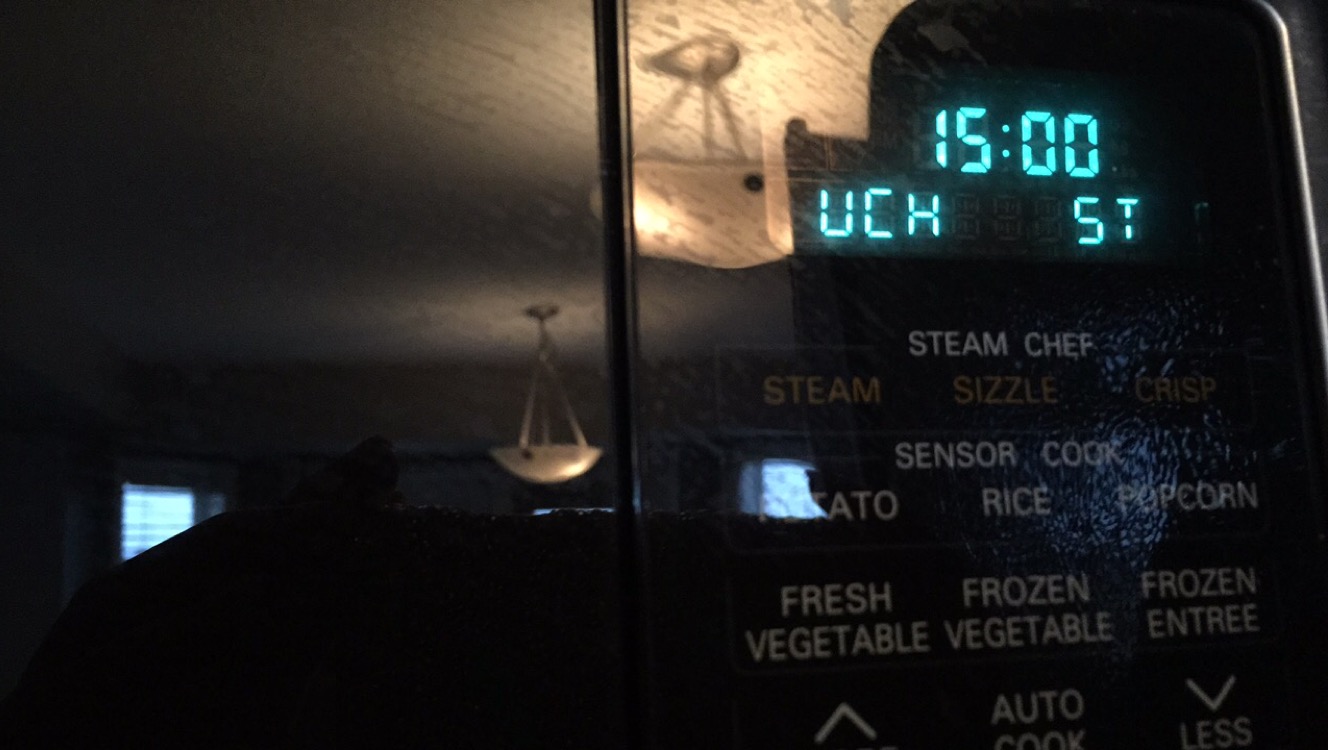 15:00
UCH ST
STEAM CHEF
STEAM SIZZLE CRISP
SENSOR COOK
RICE POPCORN
FRESH VEGETABLE
FROZEN VEGETABLE
FROZEN ENTREE
AUTO COOK
LESS